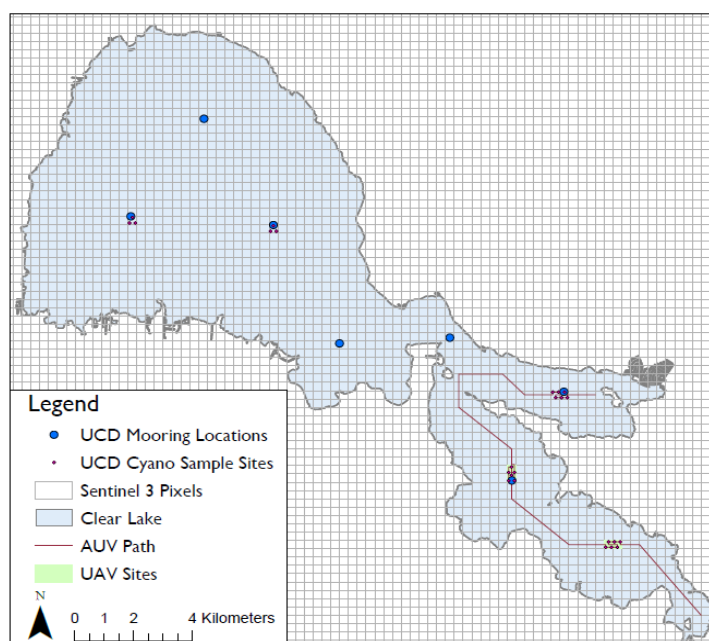 Legend
UCD Mooring Locations
UCD Cyano Sample Sites
Sentinel 3 Pixels
Clear Lake
AUV Path
UAV Sites
N
0 1 2 4 Kilometers